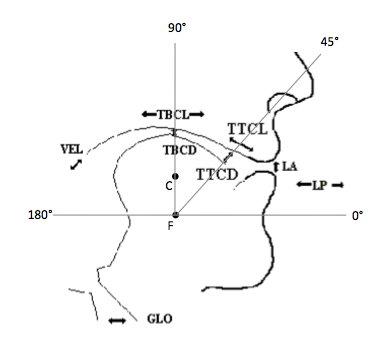 90°
45°
TBCL
TTCL
VEL
TBCD
LA
TTCD
C
LP
180°
0°
F
GLO